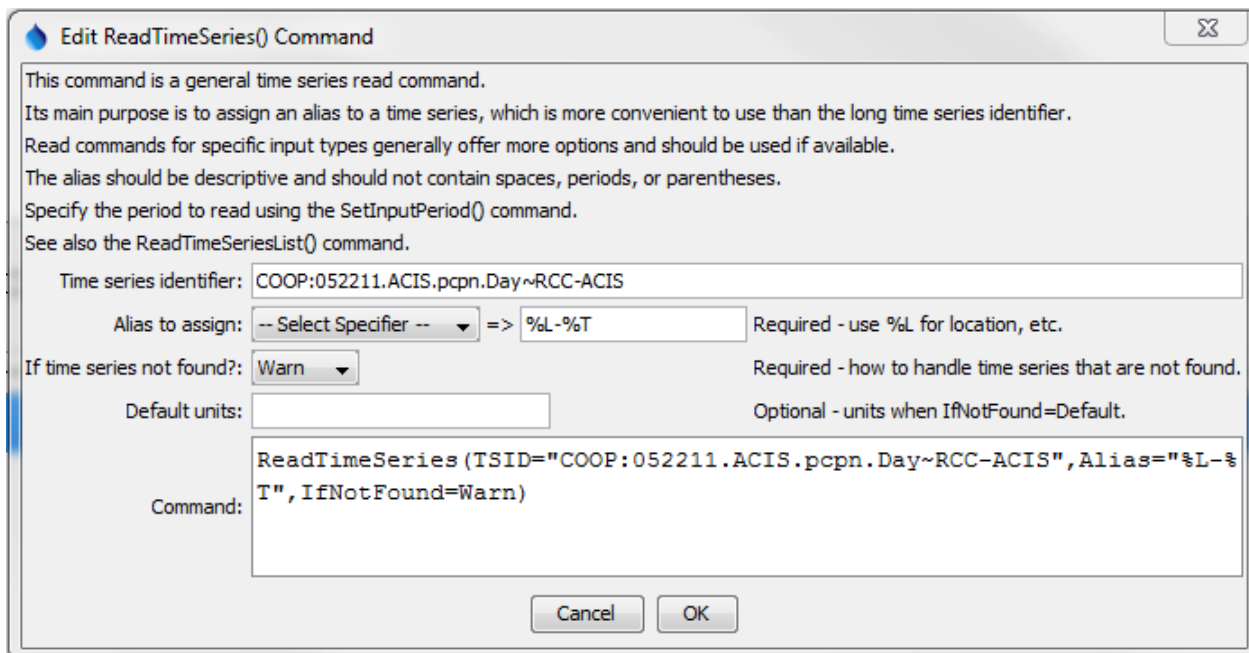 Edit ReadTimeSeries() Command
This command is a general time series read command.
Its main purpose is to assign an alias to a time series, which is more convenient to use than the long time series identifier.
Read commands for specific input types generally offer more options and should be used if available.
The alias should be descriptive and should not contain spaces, periods, or parentheses.
Specify the period to read using the SetInputPeriod() command.
See also the ReadTimeSeriesList() command.
Time series identifier: COOP:052211.ACIS.pcpn.Day~RCC-ACIS
Alias to assign: -- Select Specifier -- => %L-%T Required - use %L for location, etc.
If time series not found?: Warn Required - how to handle time series that are not found.
Default units: Optional - units when IfNotFound=Default.
ReadTimeSeries(TSID="COOP:052211.ACIS.pcpn.Day~RCC-ACIS",Alias="%L-%
T",IfNotFound=Warn)
Command:
Cancel OK